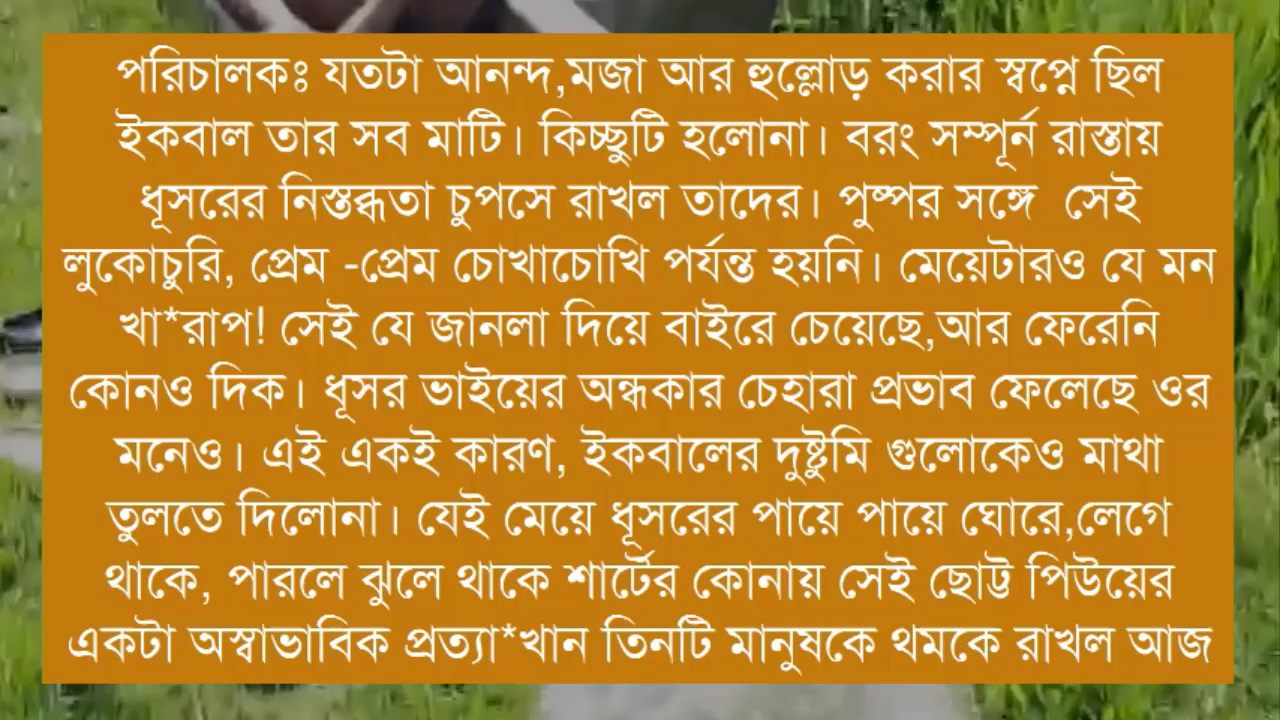 পরিচালকঃ যতটা আনন্দ,মজা আর হুল্লোড় করার স্বপ্নে ছিল
ইকবাল তার সব মাটি। কিচ্ছুটি হলোনা। বরং সম্পূর্ন রাস্তায়
ধূসরের নিস্তব্ধতা চুপসে রাখল তাদের। পুষ্পর সঙ্গে  সেই
লুকোচুরি, প্রেম -প্রেম চোখাচোখি পর্যন্ত হয়নি। মেয়েটারও যে মন
খা*রাপ! সেই যে জানলা দিয়ে বাইরে চেয়েছে,আর ফেরেনি
কোনও দিক। ধূসর ভাইয়ের অন্ধকার চেহারা প্রভাব ফেলেছে ওর
মনেও। এই একই কারণ, ইকবালের দুষ্টুমি গুলোকেও মাথা
তুলতে দিলোনা। যেই মেয়ে ধূসরের পায়ে পায়ে ঘোরে,লেগে
থাকে, পারলে ঝুলে থাকে শার্টের কোনায় সেই ছোট্ট পিউয়ের
একটা অস্বাভাবিক প্রত্যা*খান তিনটি মানুষকে থমকে রাখল আজ